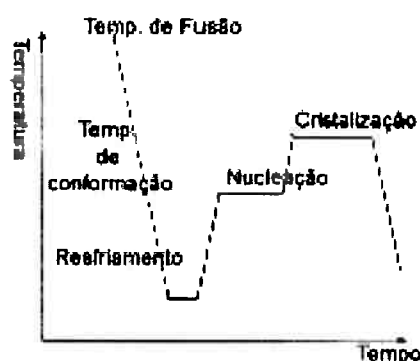 Temp. de Fusão
Temperatura
Cristalização
Temp.
de
conformação
Nucleação
Resfriamento
Tempo